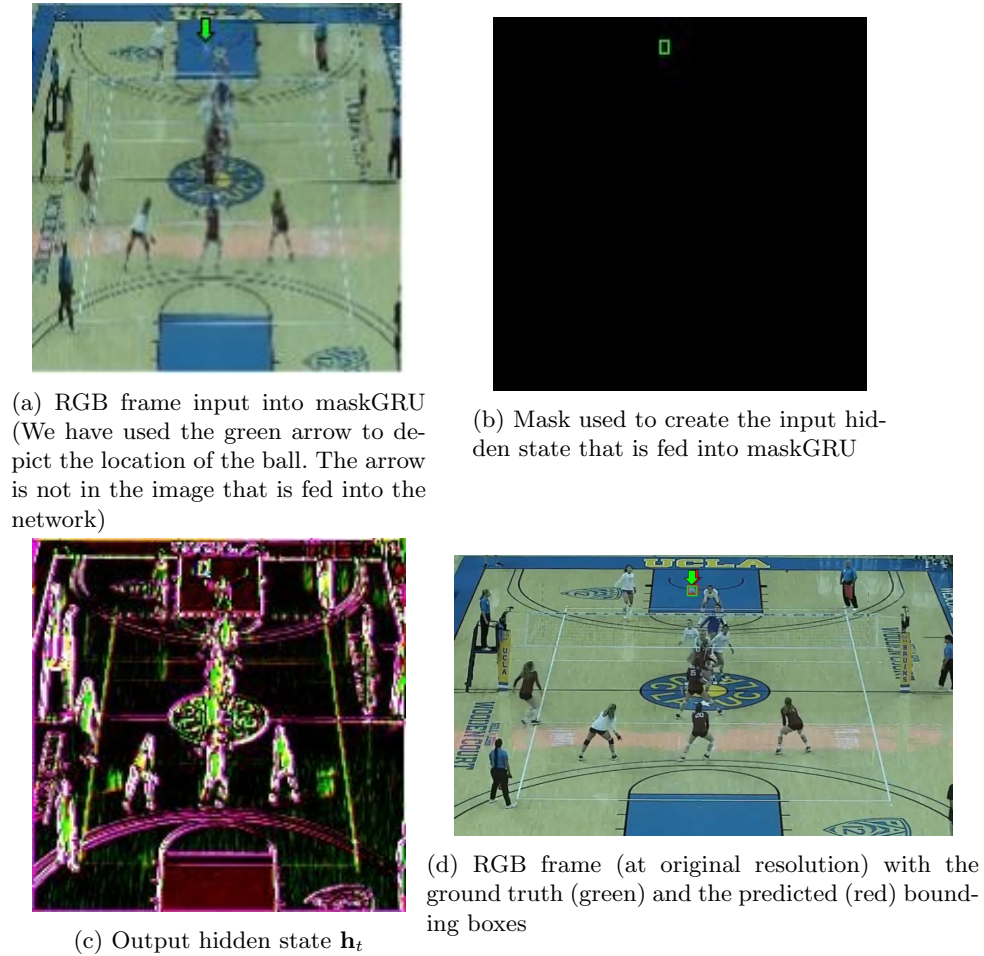 UCLA
(a) RGB frame input into maskGRU
(We have used the green arrow to de-
pict the location of the ball. The arrow
is not in the image that is fed into the
network)
(b) Mask used to create the input hid-
den state that is fed into maskGRU
UCLA
UCLA
(c) Output hidden state h_t
(d) RGB frame (at original resolution) with the
ground truth (green) and the predicted (red) bound-
ing boxes